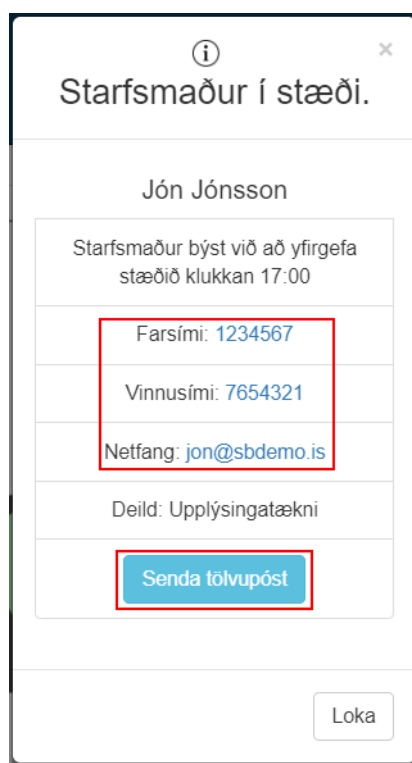 ×
Starfsmaður í stæði.
Jón Jónsson
Starfsmaður býst við að yfirgefa
stæðið klukkan 17:00
Farsími: 1234567
Vinnusími: 7654321
Netfang: jon@sbdemo.is
Deild: Upplýsingatækni
Senda tölvupóst
Loka